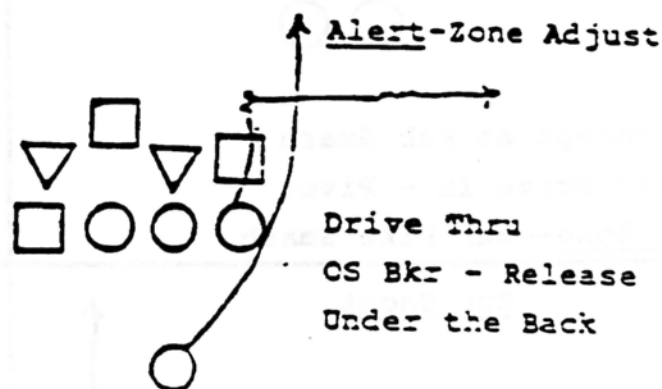 Alert-Zone Adjust
Drive Thru
CS Bkr - Release
Under the Back